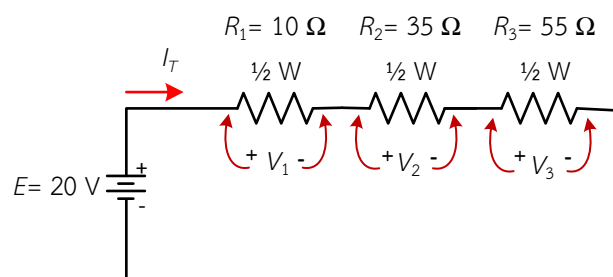 R1= 10 Ω R2= 35 Ω R3= 55 Ω
IT ½ W ½ W ½ W
+ V1 - + V2 - + V3 -
E= 20 V + -